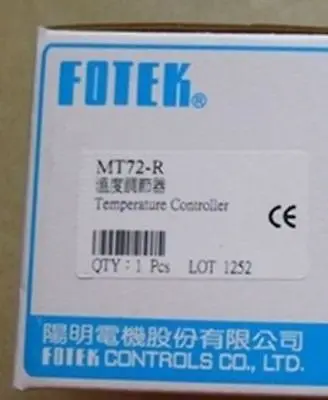 FOTEK®
MT72-R
溫度調節器
Temperature Controller
CE
QTY：1 Pcs LOT 1252
陽明電機股份有限公司
FOTEK CONTROLS CO., LTD.